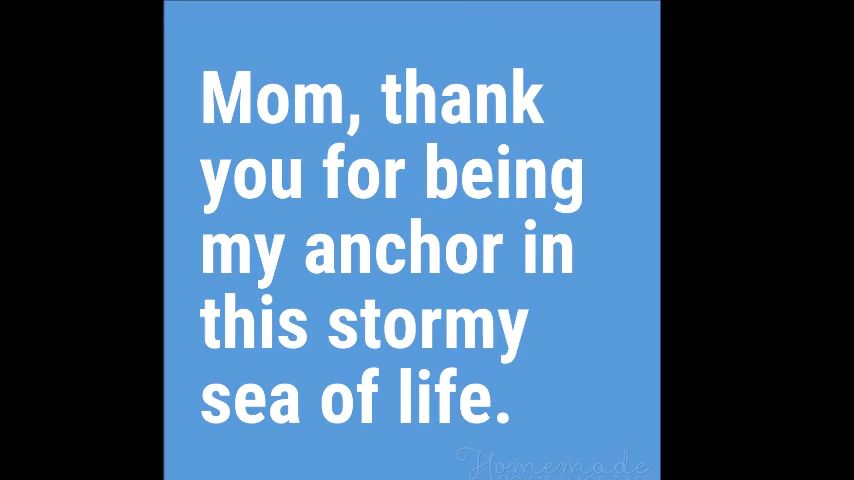 Mom, thank
you for being
my anchor in
this stormy
sea of life.
Homemade